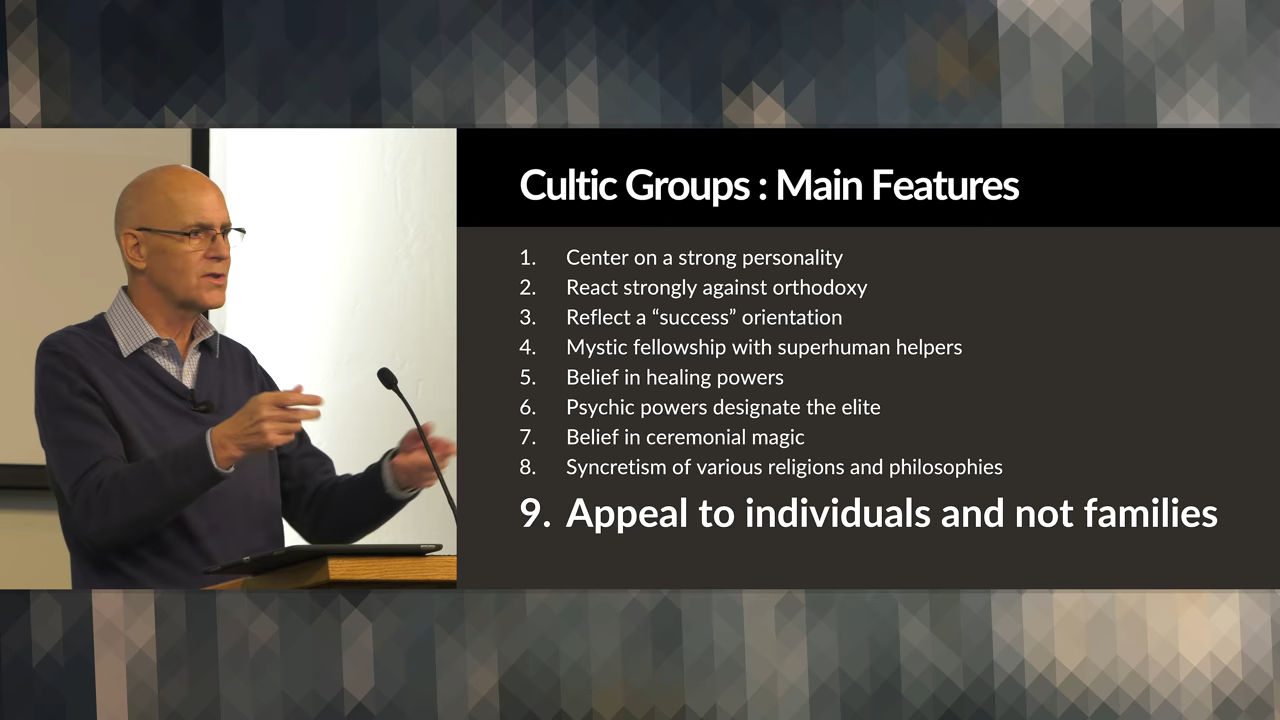 Cultic Groups : Main Features
1. Center on a strong personality
2. React strongly against orthodoxy
3. Reflect a “success” orientation
4. Mystic fellowship with superhuman helpers
5. Belief in healing powers
6. Psychic powers designate the elite
7. Belief in ceremonial magic
8. Syncretism of various religions and philosophies
9. Appeal to individuals and not families